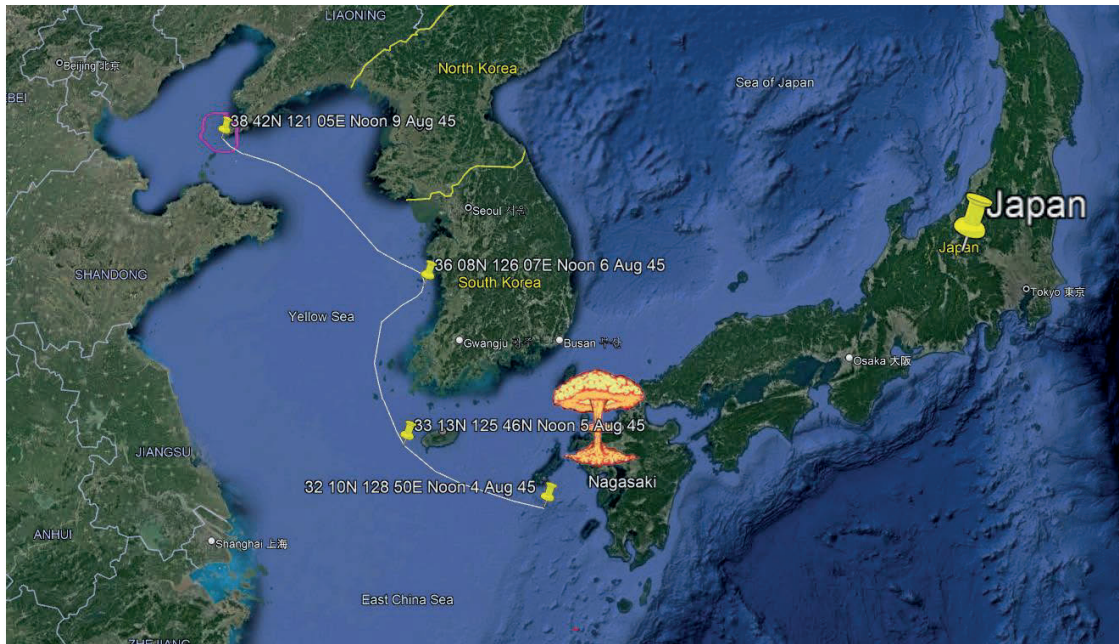 LIAONING
Beijing 北京
North Korea
Sea of Japan
EBEI
38 42N 121 05E Noon 9 Aug 45
Japan
Seoul 서울
Japan
SHANDONG
36 08N 126 07E Noon 6 Aug 45
South Korea
Tokyo 東京
Yellow Sea
Gwangju
Busan
Osaka 大阪
33 13N 125 46N Noon 5 Aug 45
JIANGSU
Nagasaki
32 10N 128 50E Noon 4 Aug 45
ANHUI
Shanghai 上海
East China Sea
ZHEJIANG